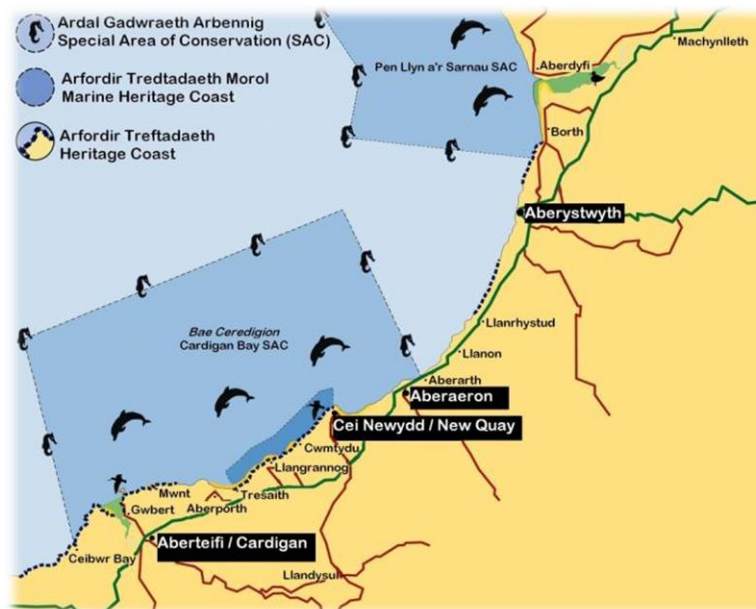 Ardal Gadwraeth Arbennig
Special Area of Conservation (SAC)
Arfordir Tredtadaeth Morol
Marine Heritage Coast
Arfordir Treftadaeth
Heritage Coast
Pen Llyn a'r Sarnau SAC
Aberdyfi
Machynlleth
Borth
Aberystwyth
Bae Ceredigion
Cardigan Bay SAC
Llanrhystud
Llanon
Aberarth
Aberaeron
Cei Newydd / New Quay
Cwmtydu
Llangrannog
Tresaith
Mwnt
Aberporth
Gwbert
Aberteifi / Cardigan
Ceibwr Bay
Llandysull